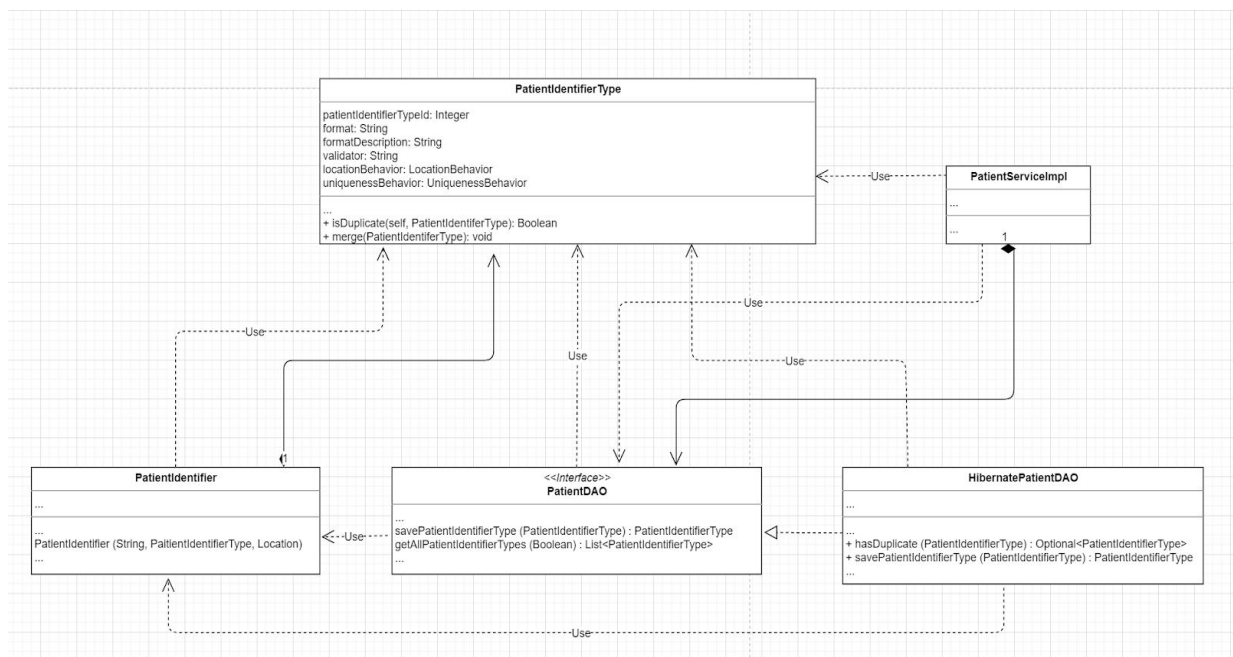 PatientIdentifierType
patientIdentifierTypeId: Integer
format: String
formatDescription: String
validator: String
locationBehavior: LocationBehavior
uniquenessBehavior: UniquenessBehavior
...
+ isDuplicate(self, PatientIdentiferType): Boolean
+ merge(PatientIdentiferType): void
Use
PatientServiceImpl
...
...
1
Use
Use
Use
Use
1
PatientIdentifier
...
...
PatientIdentifier (String, PaitientIdentifierType, Location)
...
Use
<<Interface>>
PatientDAO
...
savePatientIdentifierType (PatientIdentifierType) : PatientIdentifierType
getAllPatientIdentifierTypes (Boolean) : List<PatientIdentifierType>
...
HibernatePatientDAO
...
...
+ hasDuplicate (PatientIdentifierType) : Optional<PatientIdentifierType>
+ savePatientIdentifierType (PatientIdentifierType) : PatientIdentifierType
...
Use